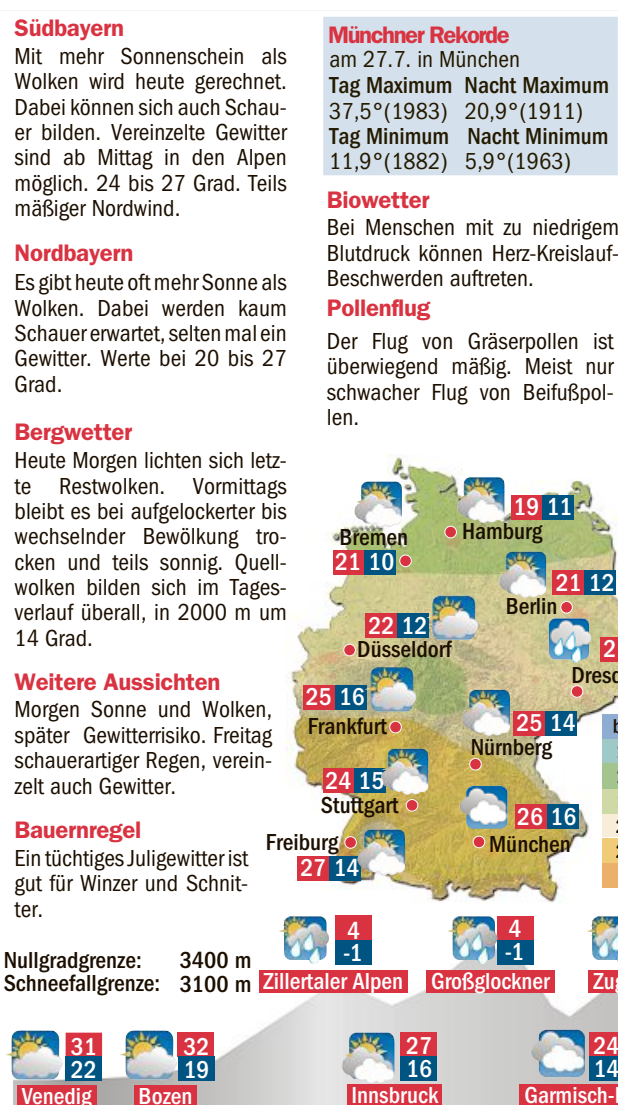 Südbayern
Mit mehr Sonnenschein als
Wolken wird heute gerechnet.
Dabei können sich auch Schau-
er bilden. Vereinzelte Gewitter
sind ab Mittag in den Alpen
möglich. 24 bis 27 Grad. Teils
mäßiger Nordwind.
Nordbayern
Es gibt heute oft mehr Sonne als
Wolken. Dabei werden kaum
Schauer erwartet, selten mal ein
Gewitter. Werte bei 20 bis 27
Grad.
Bergwetter
Heute Morgen lichten sich letz-
te Restwolken. Vormittags
bleibt es bei aufgelockerter bis
wechselnder Bewölkung tro-
cken und teils sonnig. Quell-
wolken bilden sich im Tages-
verlauf überall, in 2000 m um
14 Grad.
Weitere Aussichten
Morgen Sonne und Wolken,
später Gewitterrisiko. Freitag
schauerartiger Regen, verein-
zelt auch Gewitter.
Bauernregel
Ein tüchtiges Juligewitter ist
gut für Winzer und Schnit-
ter.
Nullgradgrenze: 3400 m
Schneefallgrenze: 3100 m
Münchner Rekorde
am 27.7. in München
Tag Maximum Nacht Maximum
37,5°(1983) 20,9°(1911)
Tag Minimum Nacht Minimum
11,9°(1882) 5,9°(1963)
Biowetter
Bei Menschen mit zu niedrigem
Blutdruck können Herz-Kreislauf-
Beschwerden auftreten.
Pollenflug
Der Flug von Gräserpollen ist
überwiegend mäßig. Meist nur
schwacher Flug von Beifußpol-
len.
19 11
Hamburg
Bremen
21 10
21 12
Berlin
22 12
Düsseldorf
2
Dresd
25 16
Frankfurt
25 14
Nürnberg
24 15
Stuttgart
26 16
München
Freiburg
27 14
4
-1
Zillertaler Alpen
4
-1
Großglockner
Zug
31
22
Venedig
32
19
Bozen
27
16
Innsbruck
24
14
Garmisch-